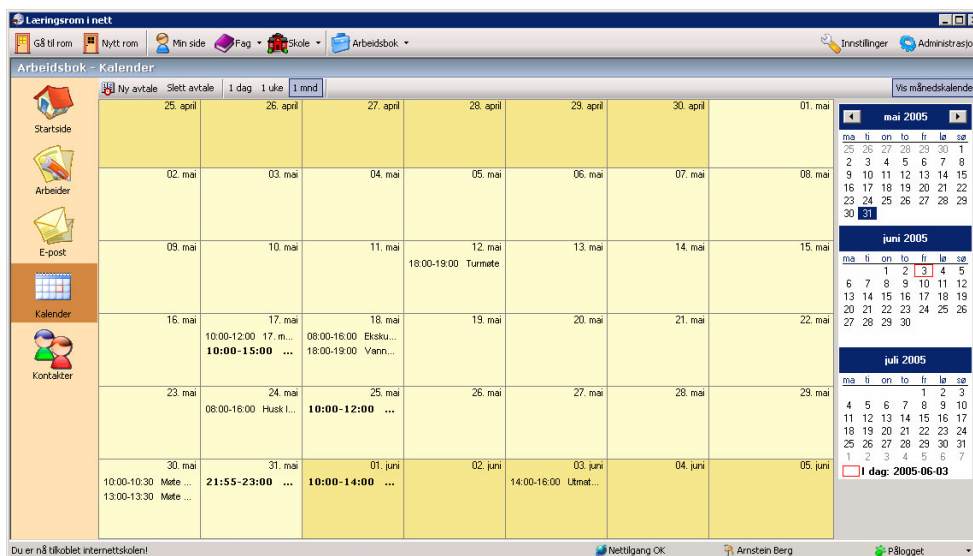 Læringsrom i nett
Gå til rom Nytt rom Min side Fag Skole Arbeidsbok Innstillinger Administrasjo
Arbeidsbok - Kalender
Ny avtale Slett avtale 1 dag 1 uke 1 mnd Vis månedskalende
Startside
Arbeider
E-post
Kalender
Kontakter
25. april 26. april 27. april 28. april 29. april 30. april 01. mai
02. mai 03. mai 04. mai 05. mai 06. mai 07. mai 08. mai
09. mai 10. mai 11. mai 12. mai 13. mai 14. mai 15. mai
18:00-19:00 Turmøte
16. mai 17. mai 18. mai 19. mai 20. mai 21. mai 22. mai
10:00-12:00 17. m... 08:00-16:00 Eksku...
10:00-15:00 ... 18:00-19:00 Vann...
23. mai 24. mai 25. mai 26. mai 27. mai 28. mai 29. mai
08:00-16:00 Husk l... 10:00-12:00 ...
30. mai 31. mai 01. juni 02. juni 03. juni 04. juni 05. juni
10:00-10:30 Møte ... 21:55-23:00 ... 10:00-14:00 ... 14:00-16:00 Utmat...
13:00-13:30 Møte ...
mai 2005
ma ti on to fr lø sø
25 26 27 28 29 30 1
2 3 4 5 6 7 8
9 10 11 12 13 14 15
16 17 18 19 20 21 22
23 24 25 26 27 28 29
30 31
juni 2005
ma ti on to fr lø sø
1 2 3 4 5
6 7 8 9 10 11 12
13 14 15 16 17 18 19
20 21 22 23 24 25 26
27 28 29 30
juli 2005
ma ti on to fr lø sø
1 2 3
4 5 6 7 8 9 10
11 12 13 14 15 16 17
18 19 20 21 22 23 24
25 26 27 28 29 30 31
1 2 3 4 5 6 7
I dag: 2005-06-03
Du er nå tilkoblet internettskolen! Nettilgang OK Arnstein Berg Pålogget